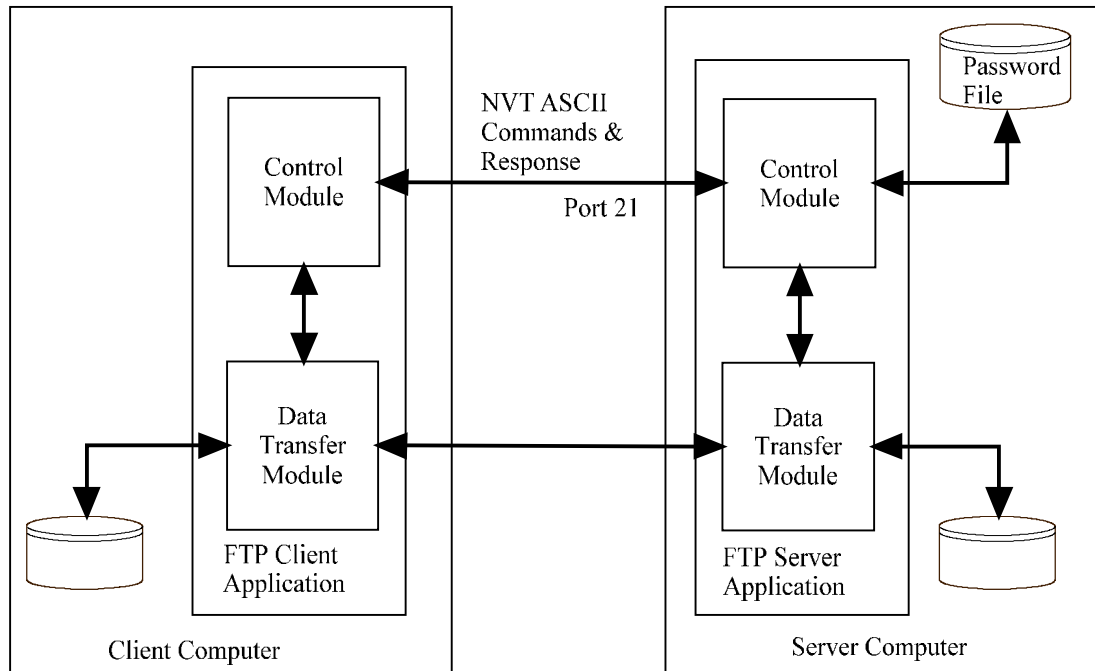 NVT ASCII
Commands &
Response
Port 21
Password
File
Control
Module
Control
Module
Data
Transfer
Module
Data
Transfer
Module
FTP Client
Application
FTP Server
Application
Client Computer
Server Computer